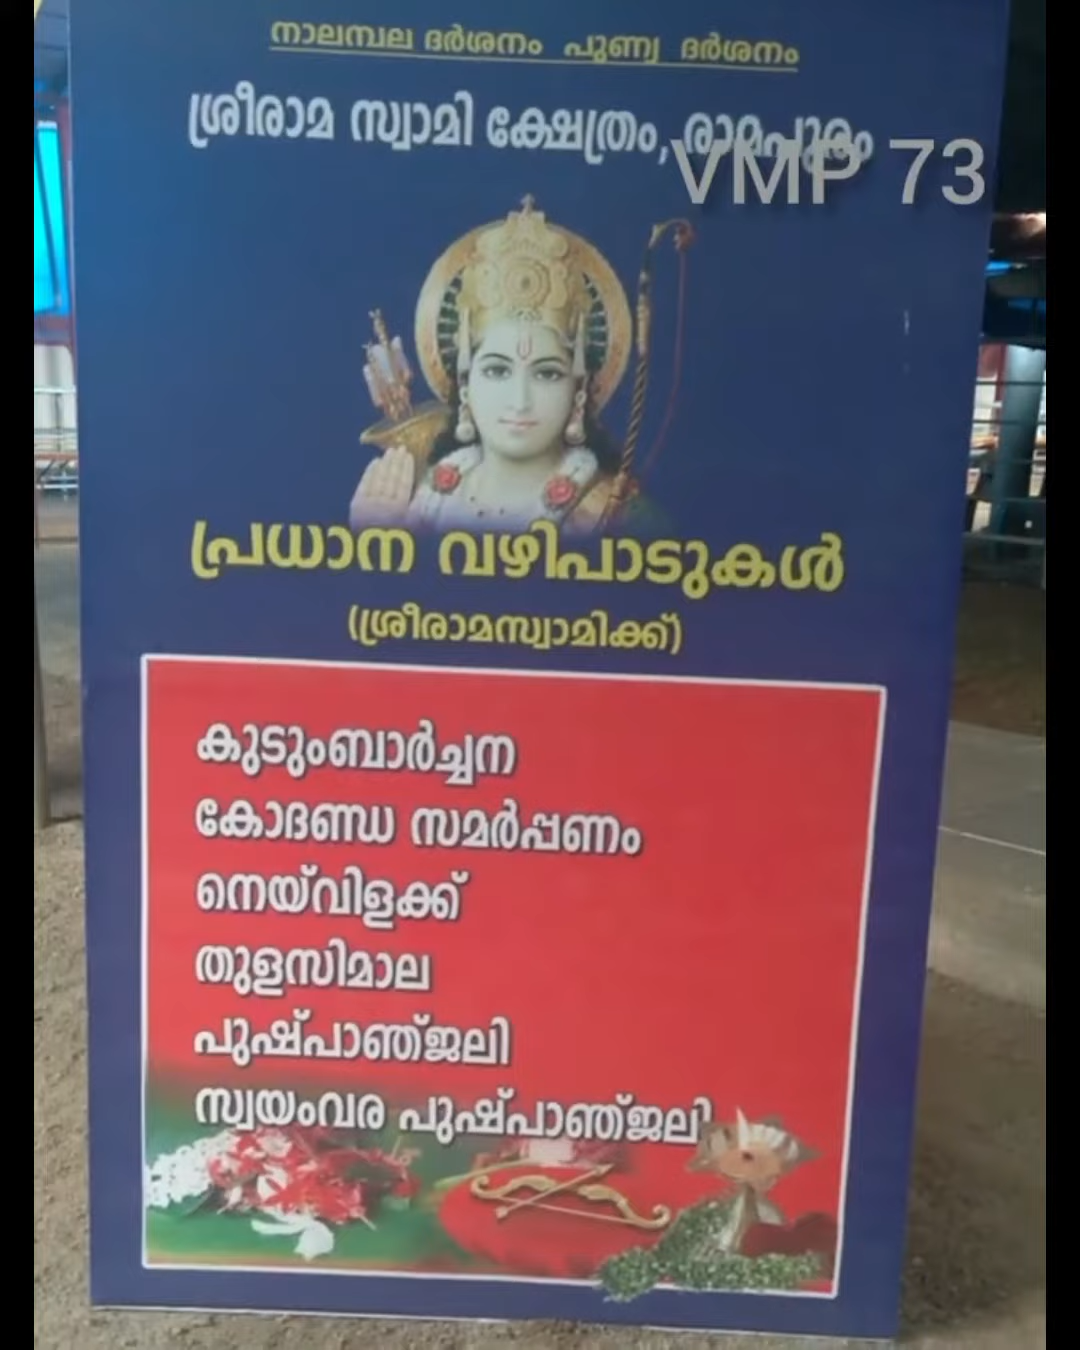 നാലമ്പല ദർശനം പുണ്യ ദർശനം
ശ്രീരാമ സ്വാമി ക്ഷേത്രം, രാമപുരം
VMP 73
പ്രധാന വഴിപാടുകൾ
(ശ്രീരാമസ്വാമിക്ക്)
കുടുംബാർച്ചന
കോദണ്ഡ സമർപ്പണം
നെയ്‌വിളക്ക്
തുളസിമാല
പുഷ്പാഞ്ജലി
സ്വയംവര പുഷ്പാഞ്ജലി